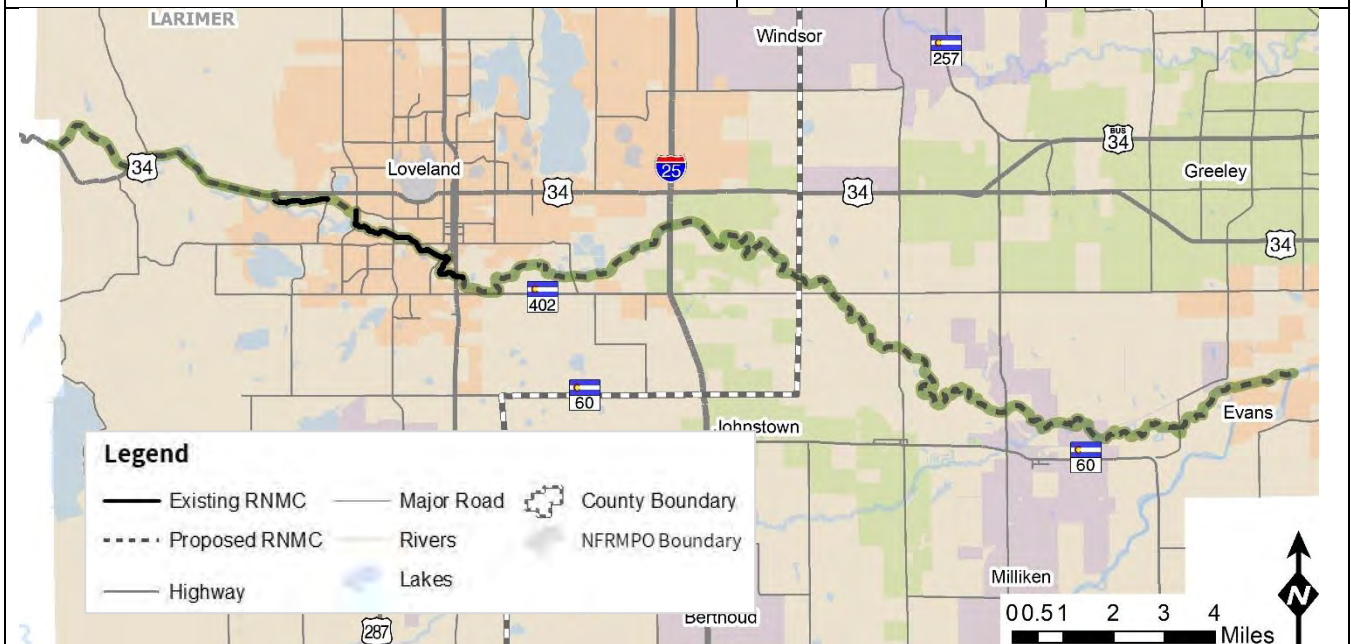 LARIMER
Windsor
257
34
Loveland
34
25
34
BUS
34
Greeley
34
402
60
Johnstown
Evans
60
Legend
Existing RNMC
Major Road
County Boundary
Proposed RNMC
Rivers
NFRMPO Boundary
Highway
Lakes
Milliken
Berthoud
287
N
0 0.5 1 2 3 4
Miles